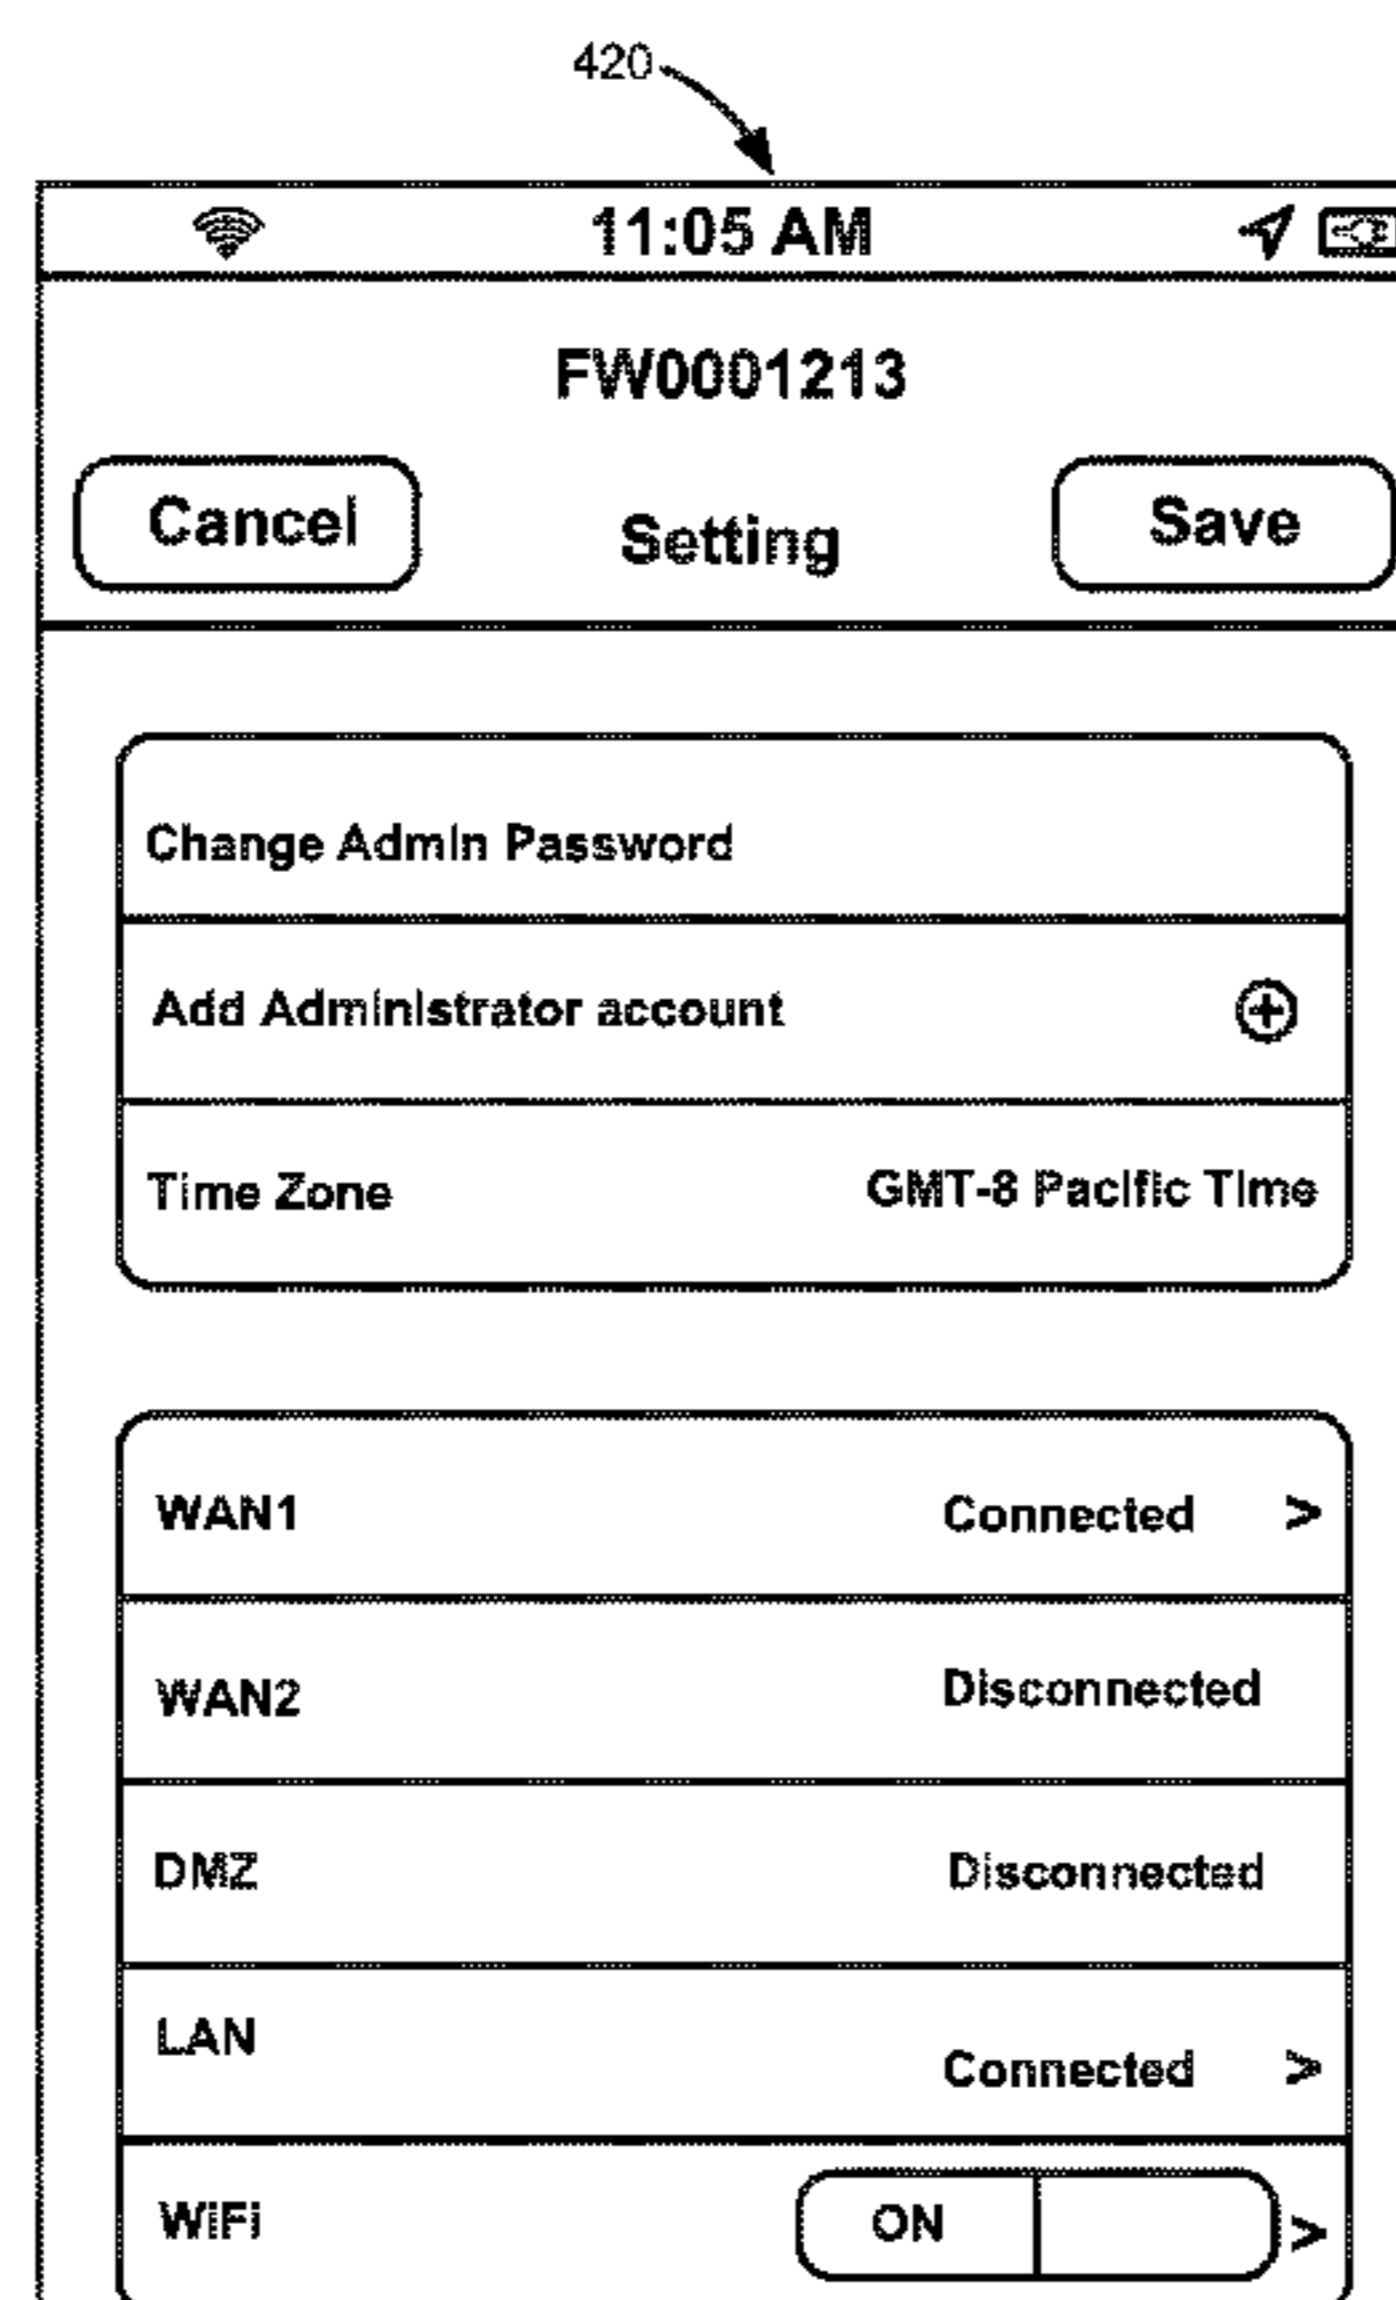 420
11:05 AM
FW0001213
Cancel Setting Save
Change Admin Password
Add Administrator account
Time Zone GMT-8 Pacific Time
WAN1 Connected >
WAN2 Disconnected
DMZ Disconnected
LAN Connected >
WiFi ON >